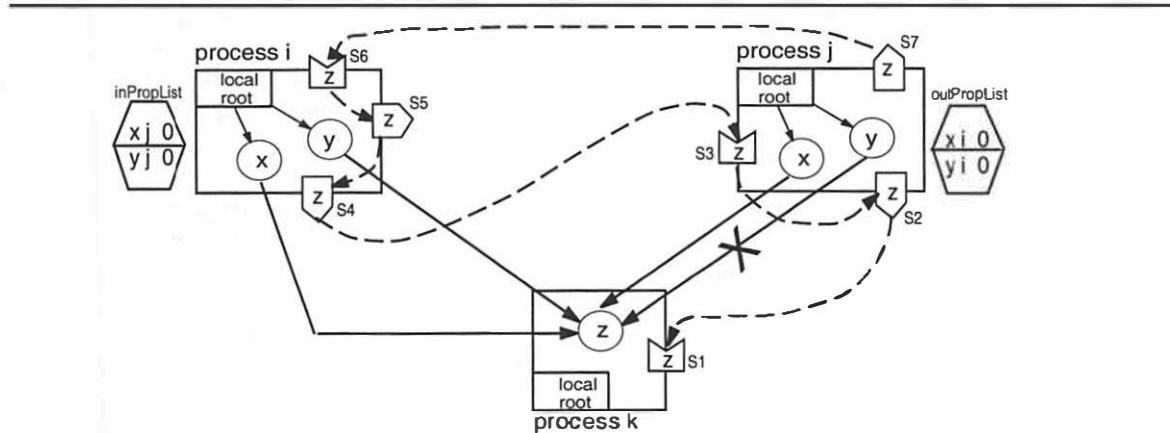 process i
S6
z
local
root
inPropList
x j 0
y j 0
z
S5
y
x
z
S4
process j
S7
z
local
root
outPropList
x i 0
y i 0
y
x
S3
z
z
S2
z
z
S1
local
root
process k